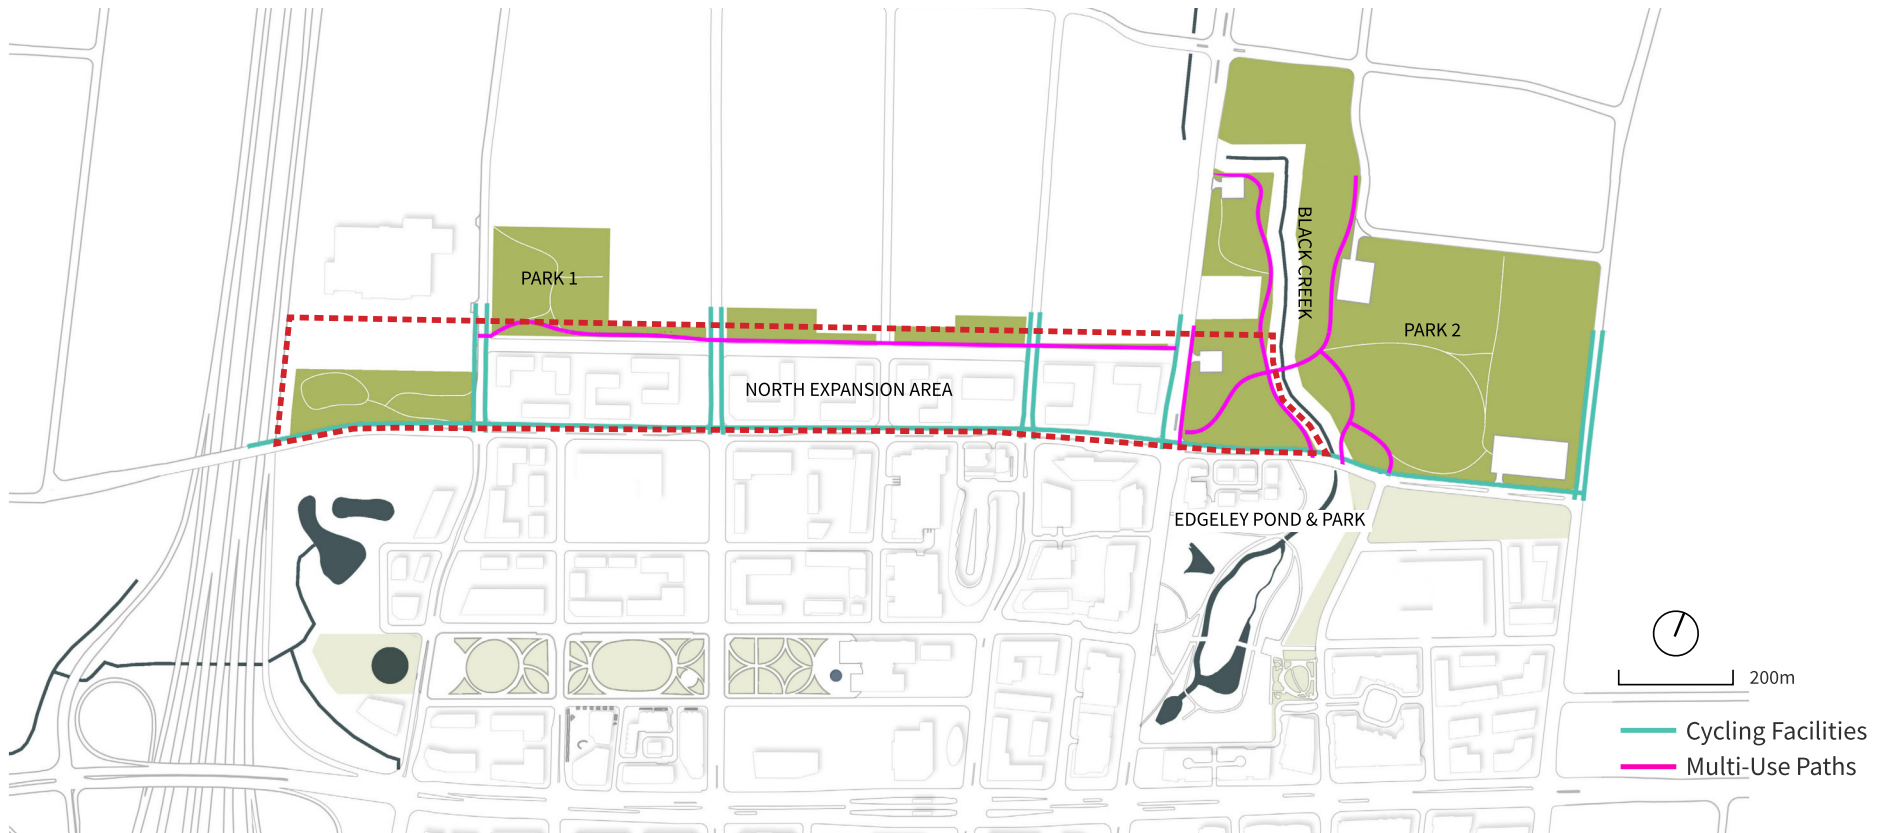 BLACK CREEK
PARK 1
PARK 2
NORTH EXPANSION AREA
EDGELEY POND & PARK
200m
Cycling Facilities
Multi-Use Paths